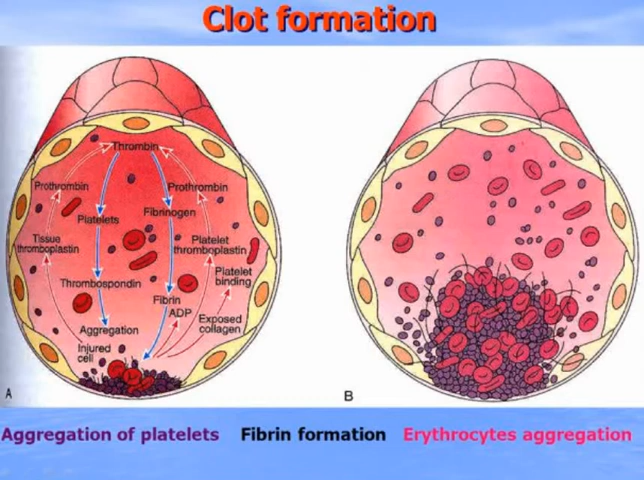 Clot formation
Thrombin
Prothrombin
Prothrombin
Platelets
Fibrinogen
Tissue
thromboplastin
Platelet
thromboplastin
Platelet
binding
Thrombospondin
Fibrin
ADP
Exposed
collagen
Aggregation
Injured
cell
A
B
Aggregation of platelets Fibrin formation Erythrocytes aggregation